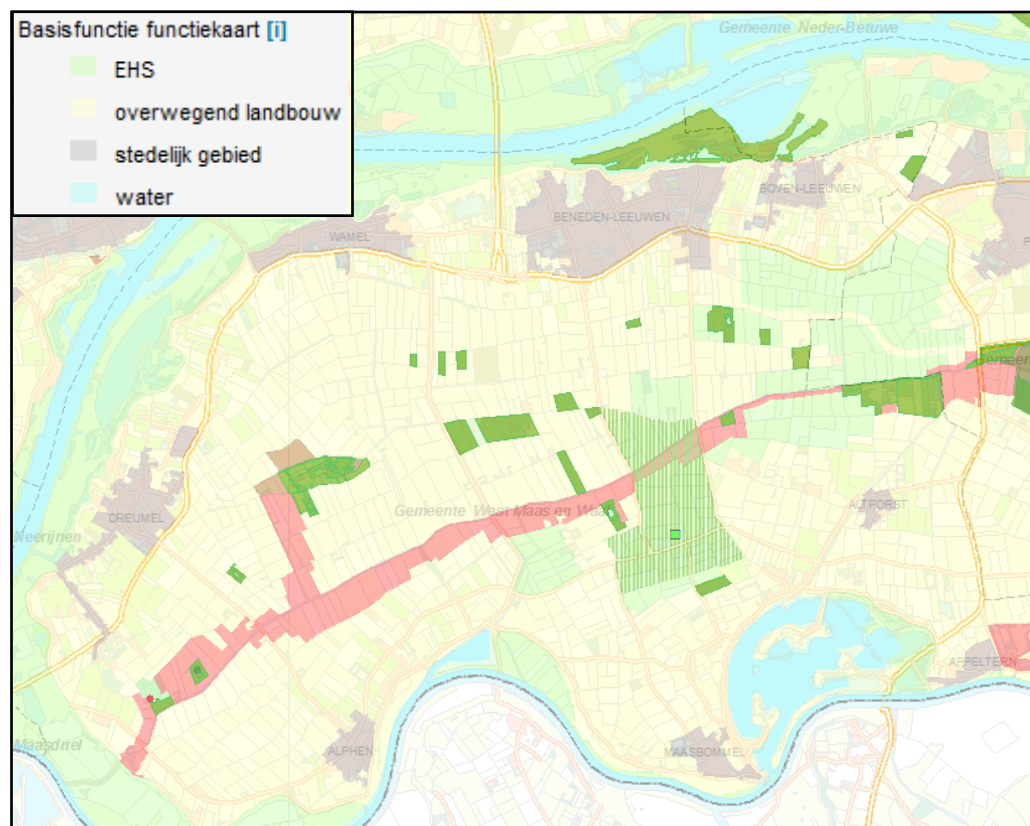 Basisfunctie functiekaart [i]
EHS
overwegend landbouw
stedelijk gebied
water
Gemeente Neder-Betuwe
BOVEN-LEEUWEN
BENEDEN-LEEUWEN
WAMEL
Gemeen
ALTFORST
Gemeente West Maas en Waal
DREUMEL
Neerijnen
APPELTERN
Maasdriel
ALPHEN
MAASBOMMEL